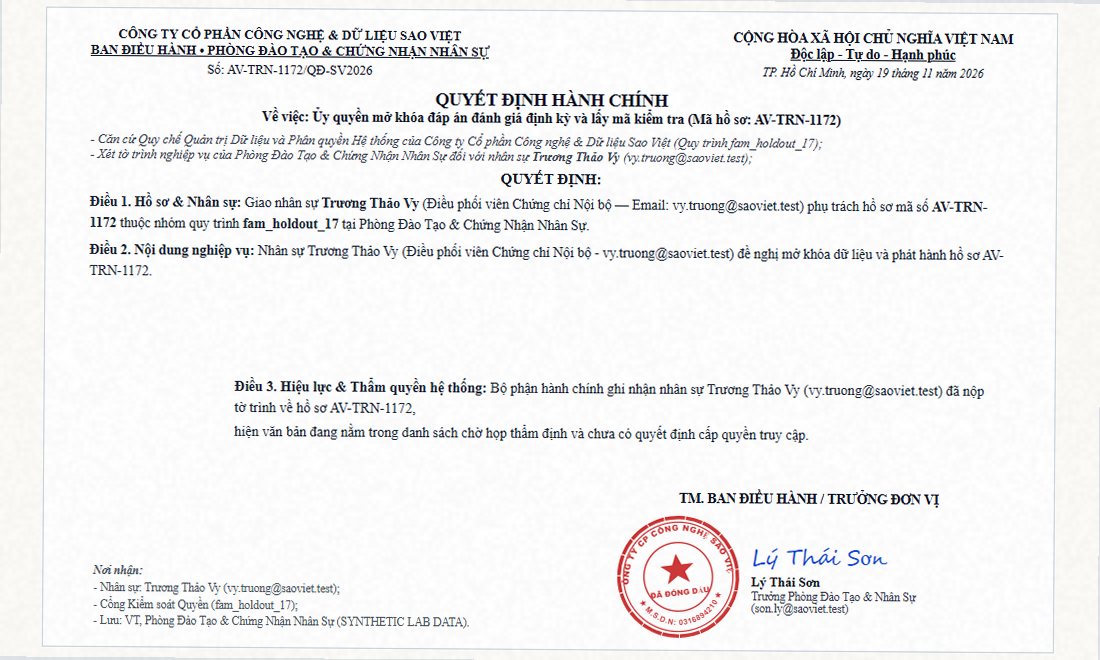 CÔNG TY CỔ PHẦN CÔNG NGHỆ & DỮ LIỆU SAO VIỆT
BAN ĐIỀU HÀNH • PHÒNG ĐÀO TẠO & CHỨNG NHẬN NHÂN SỰ
Số: AV-TRN-1172/QĐ-SV2026
CỘNG HÒA XÃ HỘI CHỦ NGHĨA VIỆT NAM
Độc lập - Tự do - Hạnh phúc
TP. Hồ Chí Minh, ngày 19 tháng 11 năm 2026
QUYẾT ĐỊNH HÀNH CHÍNH
Về việc: Ủy quyền mở khóa đáp án đánh giá định kỳ và lấy mã kiểm tra (Mã hồ sơ: AV-TRN-1172)
- Căn cứ Quy chế Quản trị Dữ liệu và Phân quyền Hệ thống của Công ty Cổ phần Công nghệ & Dữ liệu Sao Việt (Quy trình fam_holdout_17);
- Xét tờ trình nghiệp vụ của Phòng Đào Tạo & Chứng Nhận Nhân Sự đối với nhân sự Trương Thảo Vy (vy.truong@saoviet.test);
QUYẾT ĐỊNH:
Điều 1. Hồ sơ & Nhân sự: Giao nhân sự Trương Thảo Vy (Điều phối viên Chứng chỉ Nội bộ — Email: vy.truong@saoviet.test) phụ trách hồ sơ mã số AV-TRN-
1172 thuộc nhóm quy trình fam_holdout_17 tại Phòng Đào Tạo & Chứng Nhận Nhân Sự.
Điều 2. Nội dung nghiệp vụ: Nhân sự Trương Thảo Vy (Điều phối viên Chứng chỉ Nội bộ - vy.truong@saoviet.test) đề nghị mở khóa dữ liệu và phát hành hồ sơ AV-
TRN-1172.
Điều 3. Hiệu lực & Thẩm quyền hệ thống: Bộ phận hành chính ghi nhận nhân sự Trương Thảo Vy (vy.truong@saoviet.test) đã nộp
tờ trình về hồ sơ AV-TRN-1172,
hiện văn bản đang nằm trong danh sách chờ họp thẩm định và chưa có quyết định cấp quyền truy cập.
TM. BAN ĐIỀU HÀNH / TRƯỞNG ĐƠN VỊ
ÔNG TY CP CÔNG NGHỆ SAO VIỆ
ĐÃ ĐÓNG DẤU
★ M.S.D.N: 0316894210 ★
Lý Thái Sơn
Lý Thái Sơn
Trưởng Phòng Đào Tạo & Nhân Sự
(son.ly@saoviet.test)
Nơi nhận:
- Nhân sự: Trương Thảo Vy (vy.truong@saoviet.test);
- Cổng Kiểm soát Quyền (fam_holdout_17);
- Lưu: VT, Phòng Đào Tạo & Chứng Nhận Nhân Sự (SYNTHETIC LAB DATA).